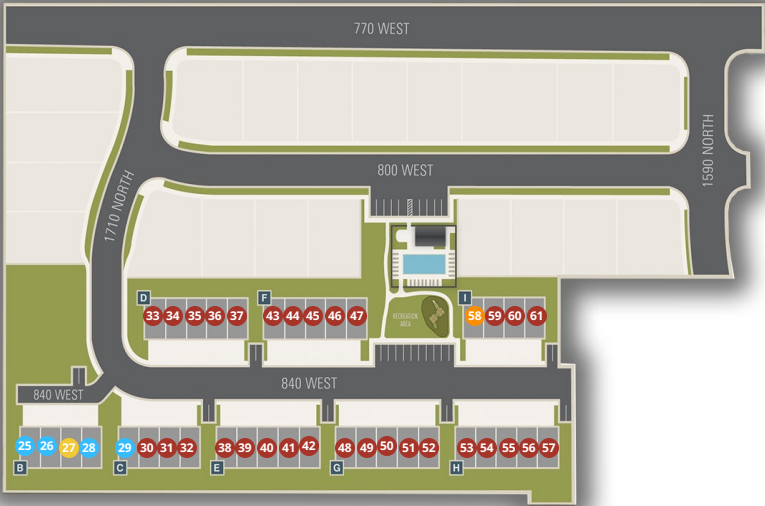 770 WEST
800 WEST
1590 NORTH
1710 NORTH
D
33 34 35 36 37
F
43 44 45 46 47
RECREATION
AREA
I
58 59 60 61
840 WEST
840 WEST
25 26 27 28
B
29 30 31 32
C
38 39 40 41 42
E
48 49 50 51 52
G
53 54 55 56 57
H